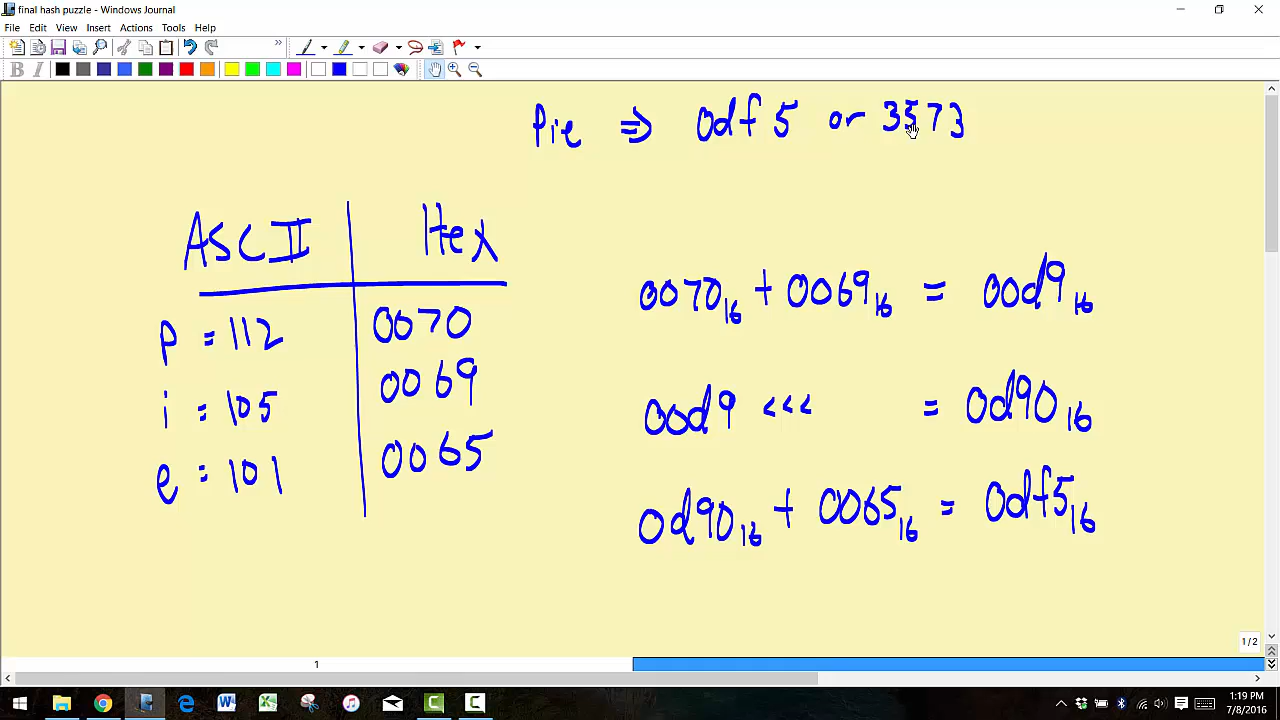 final hash puzzle - Windows Journal
File Edit View Insert Actions Tools Help
B I
Pie ⇒ 0df5 or 3573
ASCII Hex
P = 112 0070
i = 105 0069
e = 101 0065
0070₁₆ + 0069₁₆ = 00d9₁₆
00d9 <<< = 0d90₁₆
0d90₁₆ + 0065₁₆ = 0df5₁₆
1/2
1
1:19 PM
7/8/2016